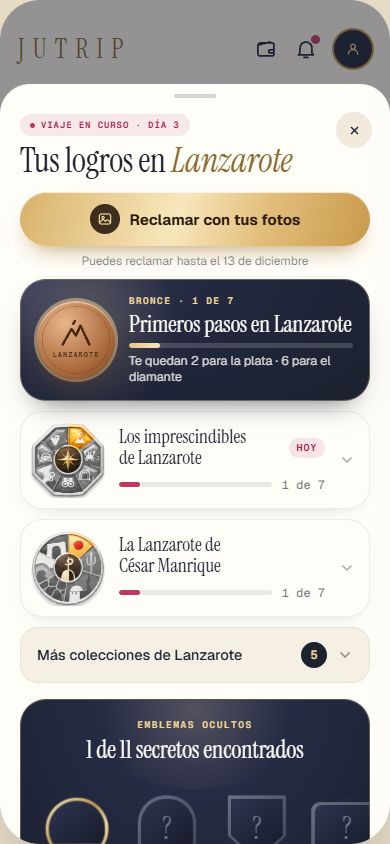 JUTRIP
VIAJE EN CURSO · DÍA 3
Tus logros en Lanzarote
Reclamar con tus fotos
Puedes reclamar hasta el 13 de diciembre
BRONCE · 1 DE 7
Primeros pasos en Lanzarote
LANZAROTE
Te quedan 2 para la plata · 6 para el
diamante
Los imprescindibles
de Lanzarote
HOY
1 de 7
La Lanzarote de
César Manrique
1 de 7
Más colecciones de Lanzarote
5
EMBLEMAS OCULTOS
1 de 11 secretos encontrados
? ? ?